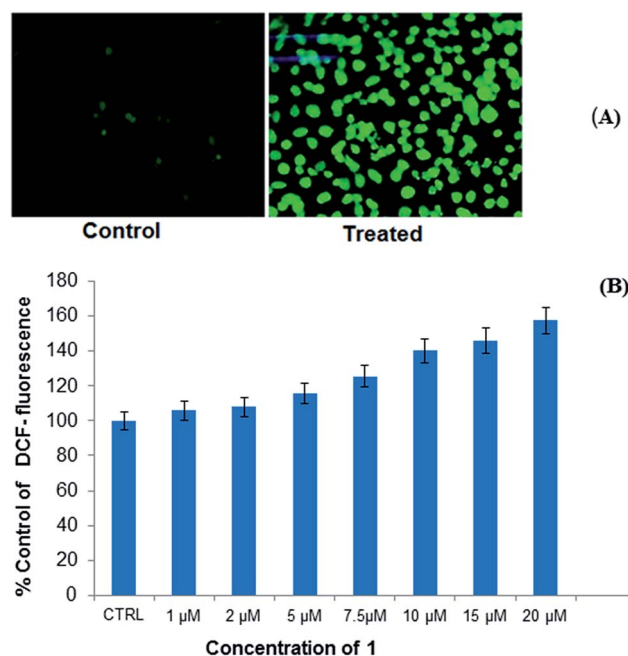 (A)
Control Treated
(B)
% Control of DCF- fluorescence
180
160
140
120
100
80
60
40
20
0
CTRL 1 µM 2 µM 5 µM 7.5µM 10 µM 15 µM 20 µM
Concentration of 1